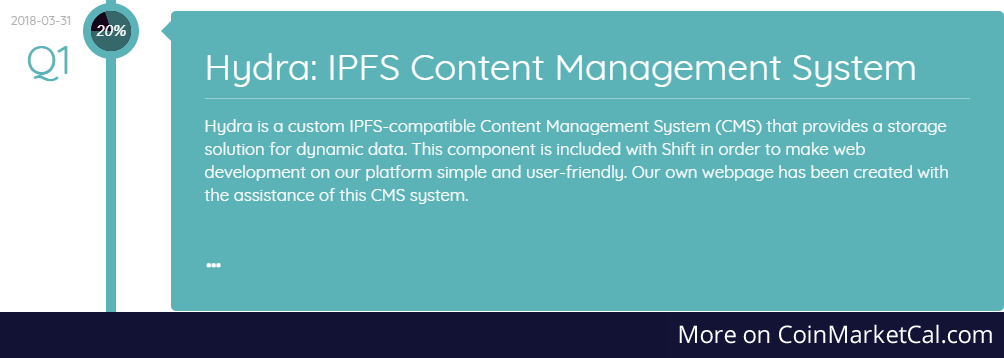 2018-03-31
20%
Q1
Hydra: IPFS Content Management System
Hydra is a custom IPFS-compatible Content Management System (CMS) that provides a storage
solution for dynamic data. This component is included with Shift in order to make web
development on our platform simple and user-friendly. Our own webpage has been created with
the assistance of this CMS system.
...
More on CoinMarketCal.com